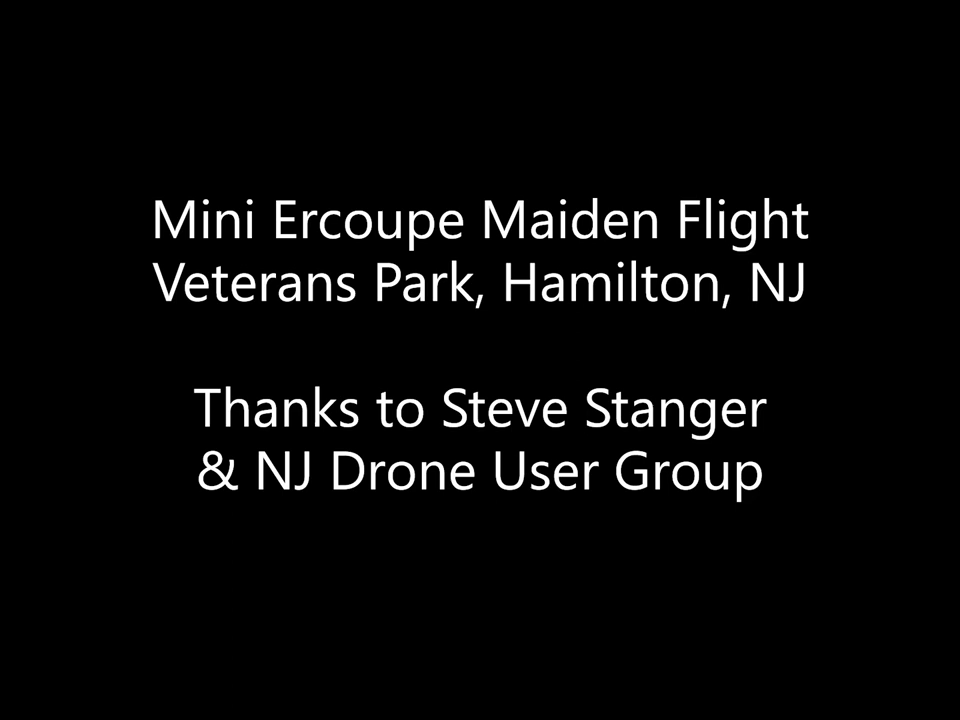 Mini Ercoupe Maiden Flight
Veterans Park, Hamilton, NJ
Thanks to Steve Stanger
& NJ Drone User Group